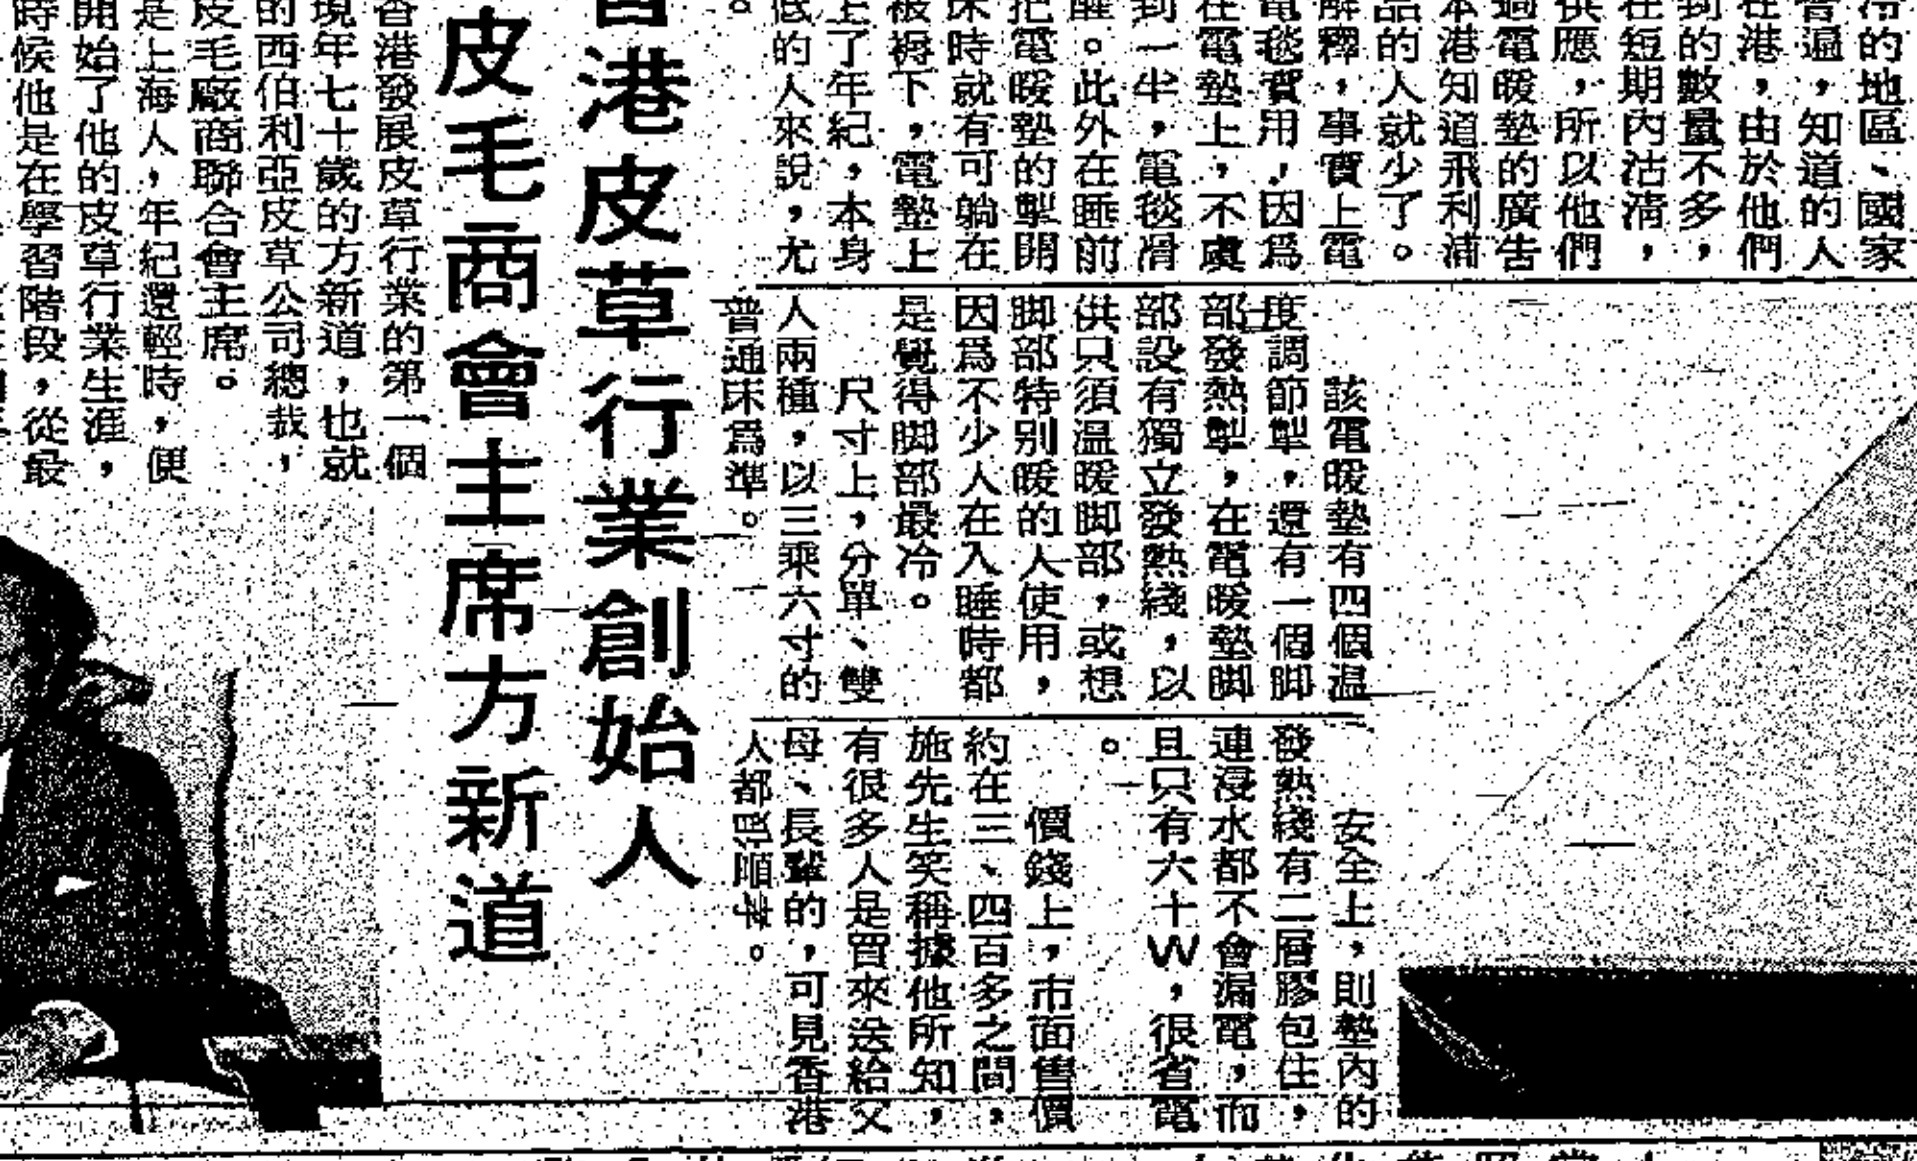 冷的地區、國家
普遍，知道的人
在港，由於他們
到的數量不多，
在短期內沽清，
供應，所以他們
過電暖墊的廣告
本港知道飛利浦
品的人就少了。
解釋，事實上電
電毯實用，因爲
在電墊上，不虞
到一半，電毯滑
醒。此外在睡前
把電暖墊的掣開
床時就有可躺在
被褥下，電墊上
上了年紀，本身
低的人來說，尤
。
該電暖墊有四個温
度調節掣，還有一個脚
部發熱掣，在電暖墊脚
部設有獨立發熱綫，以
供只須温暖脚部，或想
脚部特别暖的人使用，
因爲不少人在入睡時都
是覺得脚部最冷。
尺寸上，分單、雙
人兩種，以三乘六寸的
普通床爲準。
安全上，則墊內的
發熱綫有二層膠包住，
連浸水都不會漏電，而
且只有六十W，很省電
。
價錢上，市面售價
約在三、四百多之間，
施先生笑稱據他所知，
有很多人是買來送給父
母、長輩的，可見香港
人都很順孝。
香港皮草行業創始人
皮毛商會主席方新道
香港發展皮草行業的第一個
現年七十歲的方新道，也就
的西伯利亞皮草公司總裁，
皮毛廠商聯合會主席。
是上海人，年紀還輕時，便
開始了他的皮草行業生涯，
時候他是在學習階段，從最